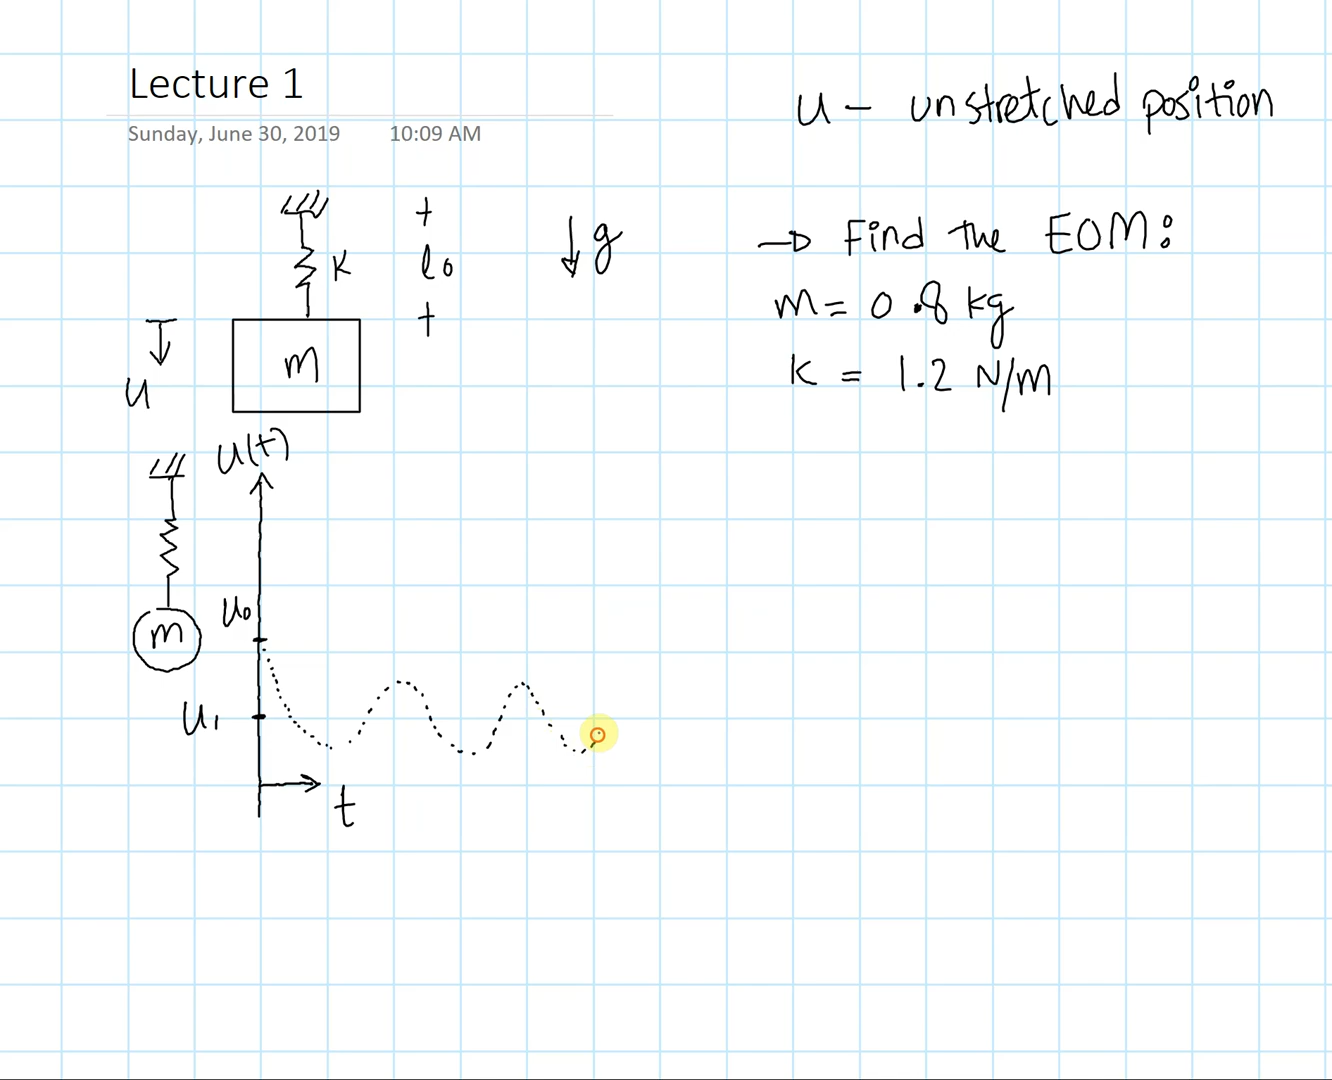 Lecture 1
Sunday, June 30, 2019 10:09 AM
u – unstretched position
K
l0
g
→ Find the EOM:
m = 0.8 kg
K = 1.2 N/m
m
u
u(t)
m
u0
u1
t